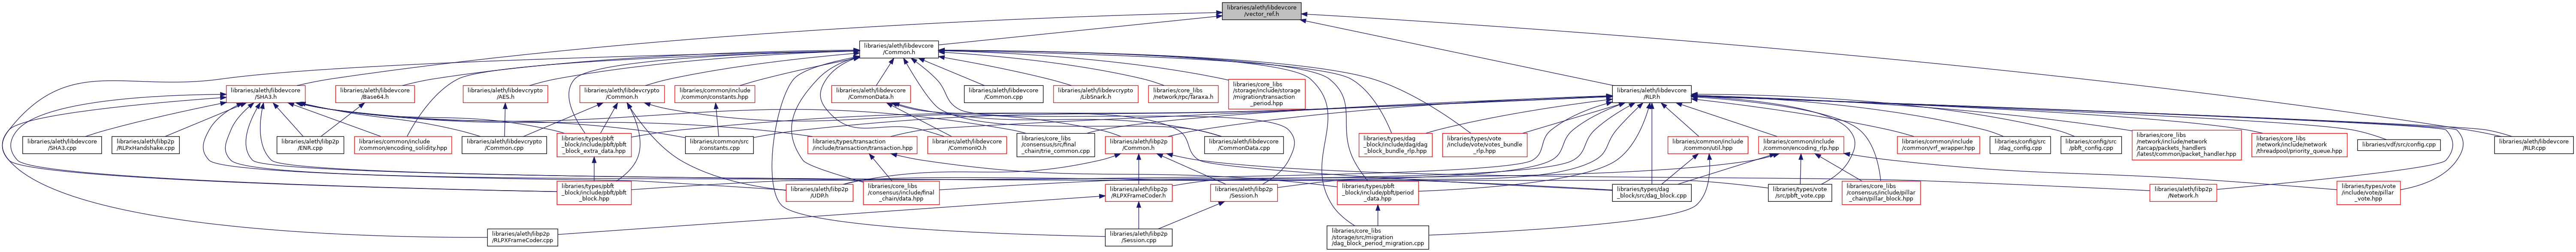 libraries/aleth/libdevcore
/vector_ref.h
libraries/aleth/libdevcore
/Common.h
libraries/aleth/libdevcore
/SHA3.h
libraries/aleth/libdevcore
/Base64.h
libraries/aleth/libdevcrypto
/AES.h
libraries/aleth/libdevcrypto
/Common.h
libraries/common/include
/common/constants.hpp
libraries/aleth/libdevcore
/CommonData.h
libraries/aleth/libdevcore
/Common.cpp
libraries/aleth/libdevcrypto
/LibSnark.h
libraries/core_libs
/network/rpc/Taraxa.h
libraries/core_libs
/storage/include/storage
/migration/transaction
_period.hpp
libraries/aleth/libdevcore
/RLP.h
libraries/aleth/libdevcore
/SHA3.cpp
libraries/aleth/libp2p
/RLPxHandshake.cpp
libraries/aleth/libp2p
/ENR.cpp
libraries/common/include
/common/encoding_solidity.hpp
libraries/aleth/libdevcrypto
/Common.cpp
libraries/types/pbft
_block/include/pbft/pbft
_block_extra_data.hpp
libraries/common/src
/constants.cpp
libraries/types/transaction
/include/transaction/transaction.hpp
libraries/aleth/libdevcore
/CommonIO.h
libraries/core_libs
/consensus/src/final
_chain/trie_common.cpp
libraries/aleth/libp2p
/Common.h
libraries/aleth/libdevcore
/CommonData.cpp
libraries/types/dag
_block/include/dag/dag
_block_bundle_rlp.hpp
libraries/types/vote
/include/vote/votes_bundle
_rlp.hpp
libraries/common/include
/common/util.hpp
libraries/common/include
/common/encoding_rlp.hpp
libraries/common/include
/common/vrf_wrapper.hpp
libraries/config/src
/dag_config.cpp
libraries/config/src
/pbft_config.cpp
libraries/core_libs
/network/include/network
/tarcap/packets_handlers
/latest/common/packet_handler.hpp
libraries/core_libs
/network/include/network
/threadpool/priority_queue.hpp
libraries/vdf/src/config.cpp
libraries/aleth/libdevcore
/RLP.cpp
libraries/types/pbft
_block/include/pbft/pbft
_block.hpp
libraries/aleth/libp2p
/UDP.h
libraries/core_libs
/consensus/include/final
_chain/data.hpp
libraries/aleth/libp2p
/RLPXFrameCoder.h
libraries/aleth/libp2p
/Session.h
libraries/types/pbft
_block/include/pbft/period
_data.hpp
libraries/types/dag
_block/src/dag_block.cpp
libraries/types/vote
/src/pbft_vote.cpp
libraries/core_libs
/consensus/include/pillar
_chain/pillar_block.hpp
libraries/aleth/libp2p
/Network.h
libraries/types/vote
/include/vote/pillar
_vote.hpp
libraries/aleth/libp2p
/RLPXFrameCoder.cpp
libraries/aleth/libp2p
/Session.cpp
libraries/core_libs
/storage/src/migration
/dag_block_period_migration.cpp